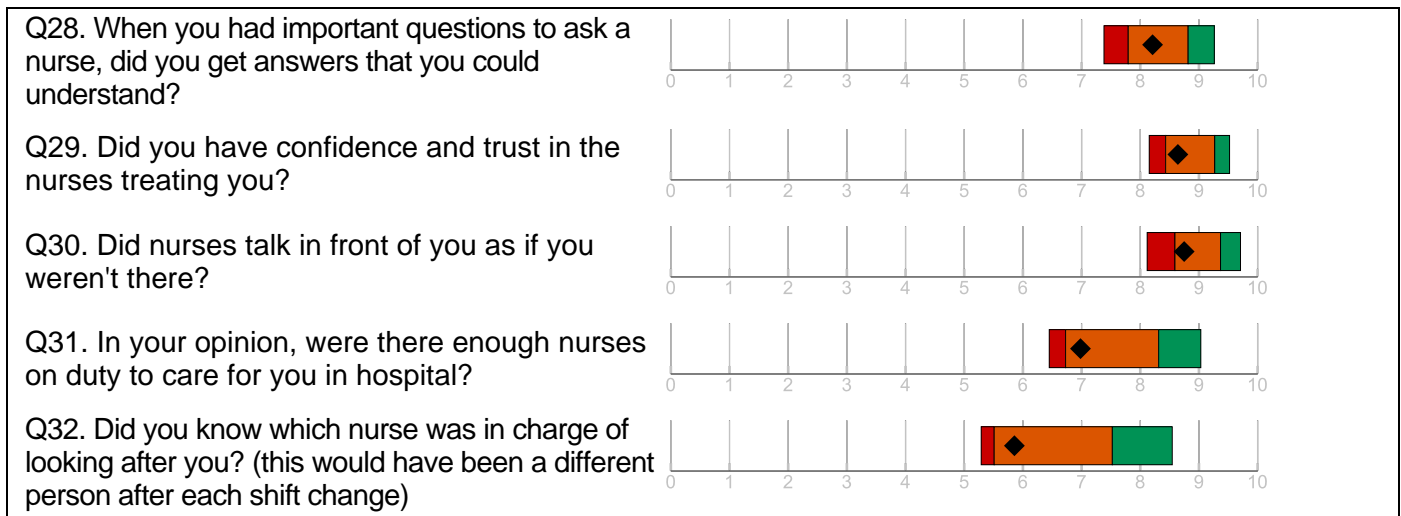 Q28. When you had important questions to ask a
nurse, did you get answers that you could
understand?
0 1 2 3 4 5 6 7 8 9 10
Q29. Did you have confidence and trust in the
nurses treating you?
0 1 2 3 4 5 6 7 8 9 10
Q30. Did nurses talk in front of you as if you
weren't there?
0 1 2 3 4 5 6 7 8 9 10
Q31. In your opinion, were there enough nurses
on duty to care for you in hospital?
0 1 2 3 4 5 6 7 8 9 10
Q32. Did you know which nurse was in charge of
looking after you? (this would have been a different
person after each shift change)
0 1 2 3 4 5 6 7 8 9 10